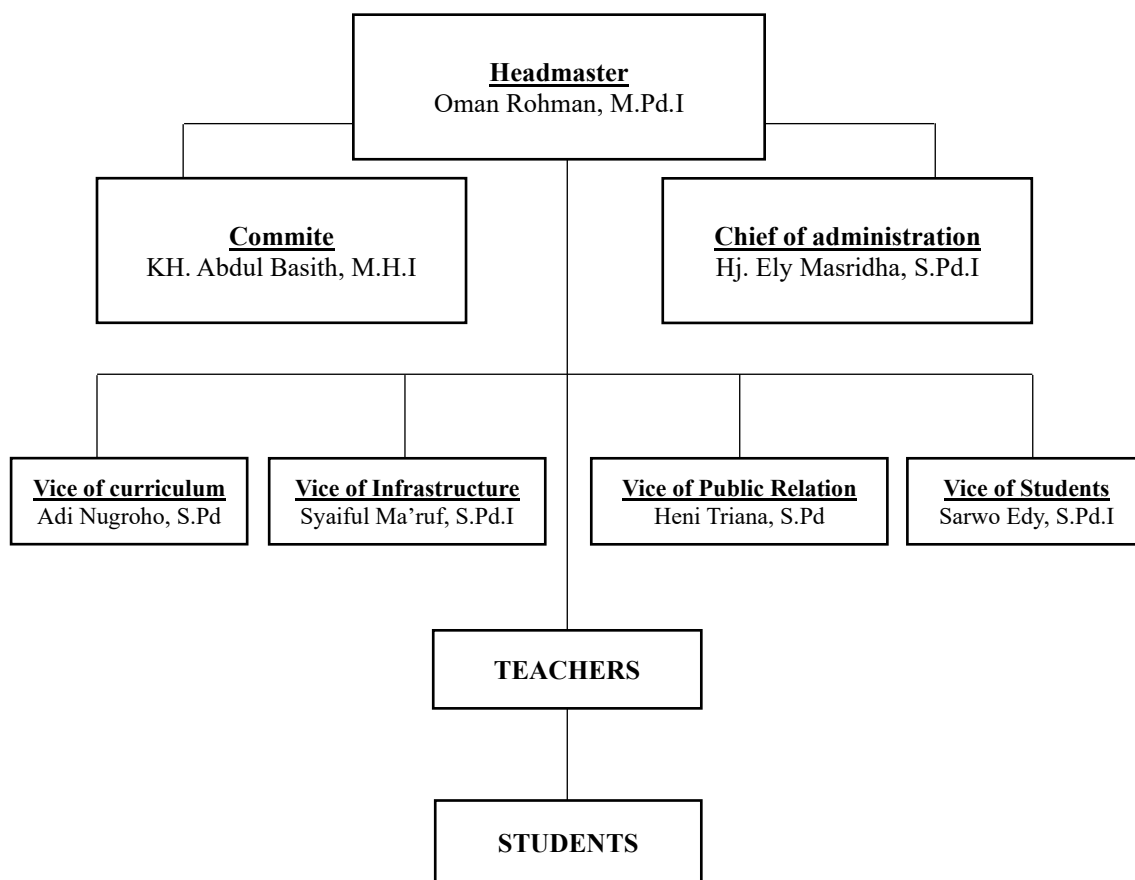 Headmaster
Oman Rohman, M.Pd.I
Commite
KH. Abdul Basith, M.H.I
Chief of administration
Hj. Ely Masridha, S.Pd.I
Vice of curriculum
Adi Nugroho, S.Pd
Vice of Infrastructure
Syaiful Ma’ruf, S.Pd.I
Vice of Public Relation
Heni Triana, S.Pd
Vice of Students
Sarwo Edy, S.Pd.I
TEACHERS
STUDENTS